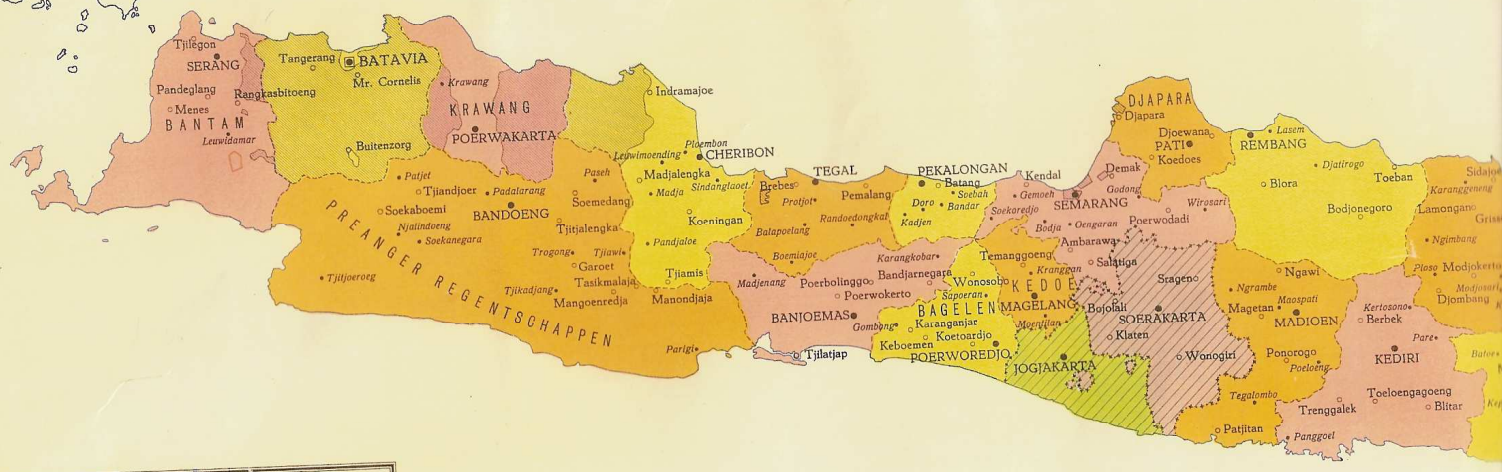 Tjilegon
SERANG
Pandeglang
Rangkasbitoeng
Menes
BANTAM
Leuwidamar
Tangerang
BATAVIA
Mr. Cornelis
Buitenzorg
Krawang
KRAWANG
POERWAKARTA
Indramajoe
Ploembon
Leuwimoending
CHERIBON
Madjalengka
Sindanglaoet
Madja
Koeningan
Pandjaloe
Tjiamis
Patjet
Tjiandjoer
Padalarang
Paseh
Soemedang
Soekaboemi
BANDOENG
Tjitjalengka
Njalindoeng
Soekanegara
Trogong
Tjiawi
Garoet
Tjitjoeroeg
Tasikmalaja
Tjikadjang
Mangoenredja
Manondjaja
PREANGER REGENTSCHAPPEN
Parigi
Brebes
TEGAL
Pemalang
Protjot
Randoedongkal
Balapoelang
Boemiajoe
PEKALONGAN
Batang
Soebah
Doro
Bandar
Kadjen
Karangkobar
Madjenang
Poerbolinggo
Bandjarnegara
Poerwokerto
BANJOEMAS
Tjilatjap
Wonosobo
Sapoeran
BAGELEN
Gombong
Karanganjar
Keboemen
Koetoardjo
POERWOREDJO
Kendal
Gemoeh
Soekaredjo
SEMARANG
Demak
Godong
Wirosari
Bodja
Oengaran
Poerwodadi
Ambarawa
Salatiga
Temanggoeng
Kranggan
KEDOE
MAGELANG
Moentilan
JOGJAKARTA
Sragen
Bojolali
SOERAKARTA
Klaten
Wonogiri
DJAPARA
Djapara
Djoewana
PATI
Koedoes
Lasem
REMBANG
Djatirogo
Blora
Toeban
Bodjonegoro
Ngawi
Ngrambe
Maospati
Magetan
MADIOEN
Ponorogo
Poeloeng
Tegalombo
Patjitan
Kertosono
Berbek
Pare
KEDIRI
Toeloengagoeng
Trenggalek
Blitar
Panggoel
Sidajoe
Karanggeneng
Lamongan
Ngimbang
Ploso
Modjokerto
Modjosari
Djombang